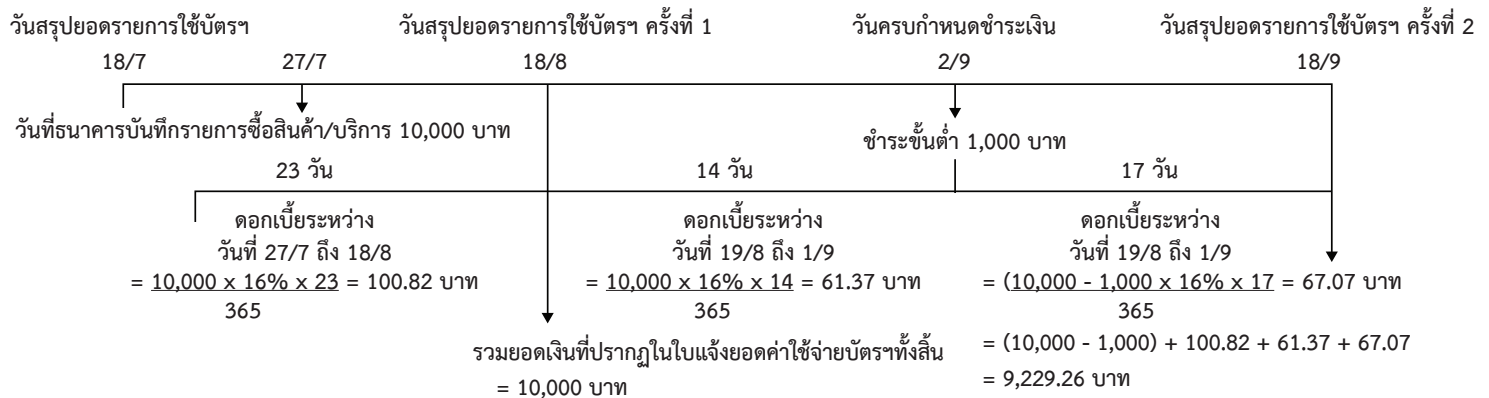 วันสรุปยอดรายการใช้บัตรฯ วันสรุปยอดรายการใช้บัตรฯ ครั้งที่ 1 วันครบกำหนดชำระเงิน วันสรุปยอดรายการใช้บัตรฯ ครั้งที่ 2
18/7 27/7 18/8 2/9 18/9
วันที่ธนาคารบันทึกรายการซื้อสินค้า/บริการ 10,000 บาท
ชำระขั้นต่ำ 1,000 บาท
23 วัน 14 วัน 17 วัน
ดอกเบี้ยระหว่าง
วันที่ 27/7 ถึง 18/8
= 10,000 x 16% x 23 = 100.82 บาท
365
ดอกเบี้ยระหว่าง
วันที่ 19/8 ถึง 1/9
= 10,000 x 16% x 14 = 61.37 บาท
365
ดอกเบี้ยระหว่าง
วันที่ 19/8 ถึง 1/9
= (10,000 - 1,000 x 16% x 17 = 67.07 บาท
365
รวมยอดเงินที่ปรากฏในใบแจ้งยอดค่าใช้จ่ายบัตรฯทั้งสิ้น
= 10,000 บาท
= (10,000 - 1,000) + 100.82 + 61.37 + 67.07
= 9,229.26 บาท